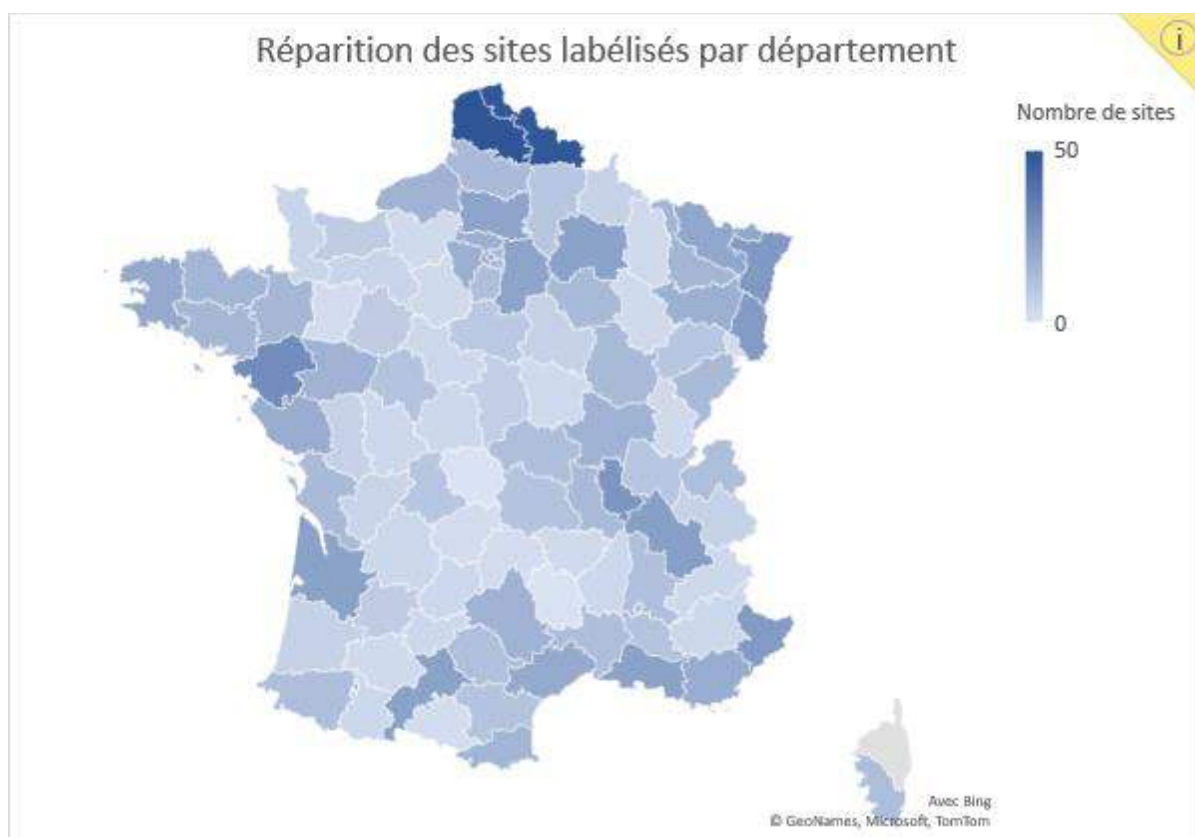 Réparition des sites labélisés par département
i
Nombre de sites
50
0
Avec Bing
© GeoNames, Microsoft, TomTom